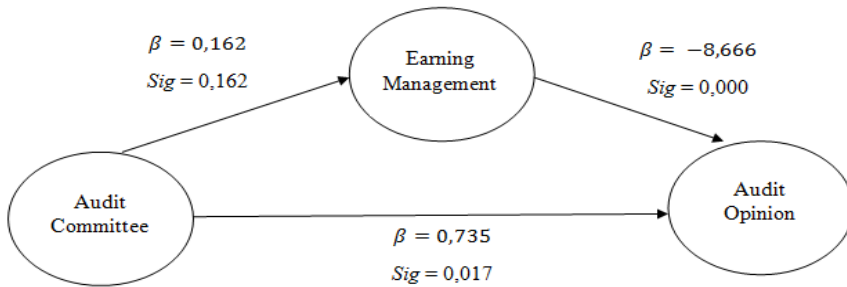 β = 0,162
Sig = 0,162
Earning
Management
β = −8,666
Sig = 0,000
Audit
Committee
Audit
Opinion
β = 0,735
Sig = 0,017